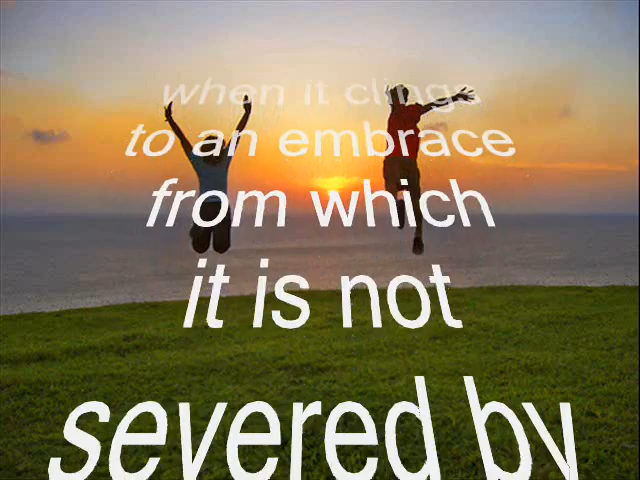 when it clings
to an embrace
from which
it is not
severed by